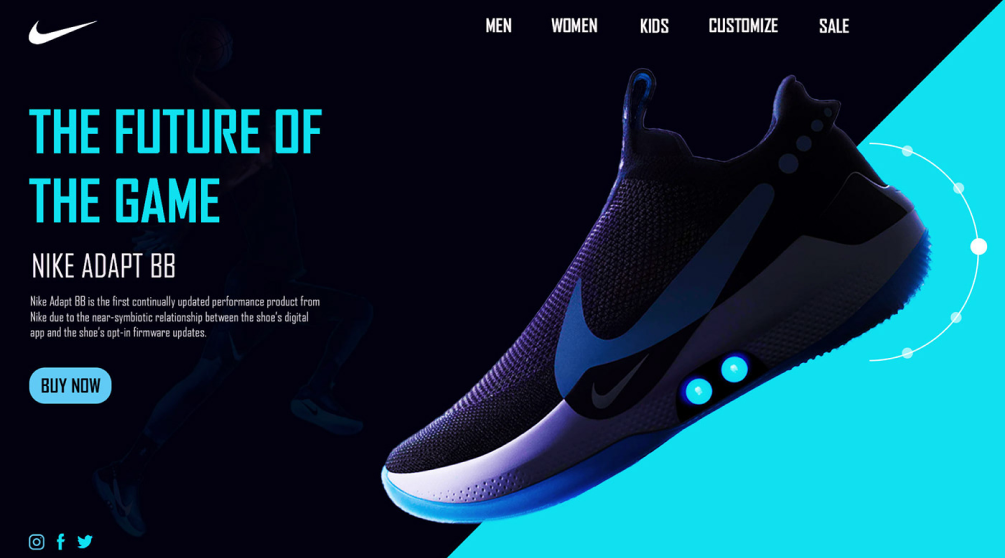 MEN WOMEN KIDS CUSTOMIZE SALE
THE FUTURE OF
THE GAME
NIKE ADAPT BB
Nike Adapt BB is the first continually updated performance product from
Nike due to the near-symbiotic relationship between the shoe's digital
app and the shoe's opt-in firmware updates.
BUY NOW